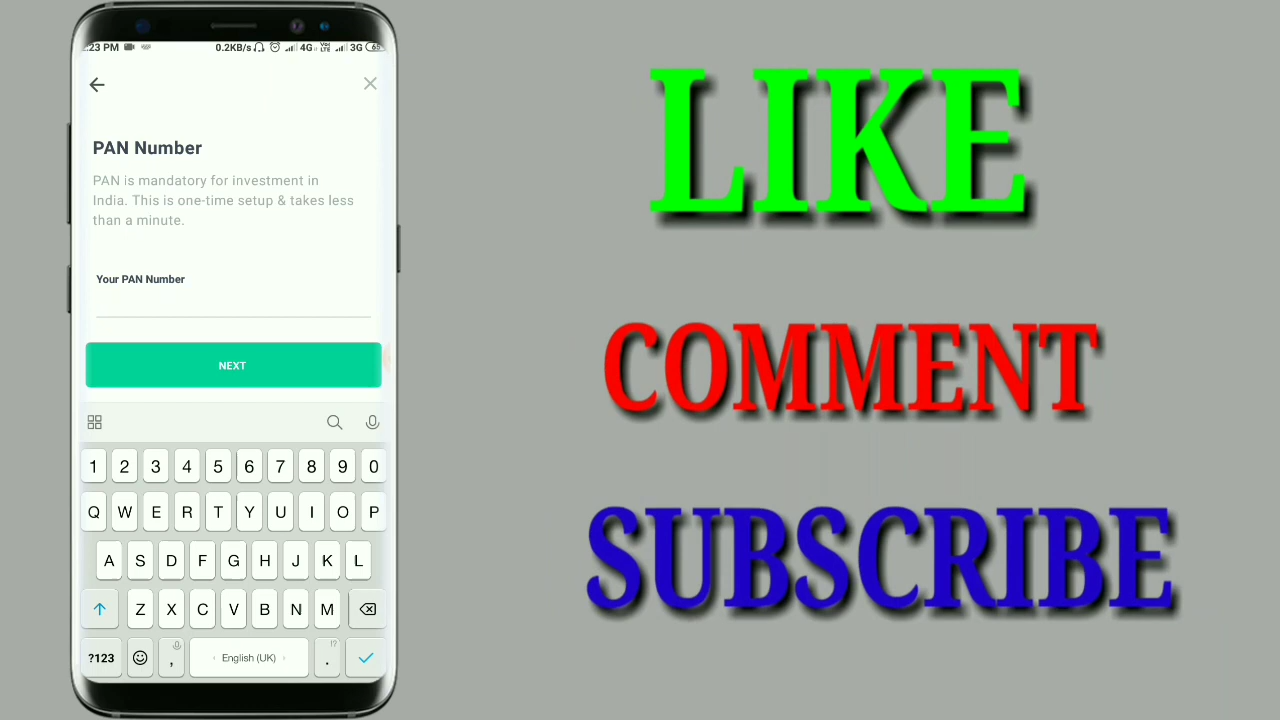 :23 PM 0.2KB/s 4G VoLTE 3G 65
PAN Number
PAN is mandatory for investment in
India. This is one-time setup & takes less
than a minute.
Your PAN Number
NEXT
1 2 3 4 5 6 7 8 9 0
Q W E R T Y U I O P
A S D F G H J K L
Z X C V B N M
?123 , English (UK) . !?
LIKE
COMMENT
SUBSCRIBE